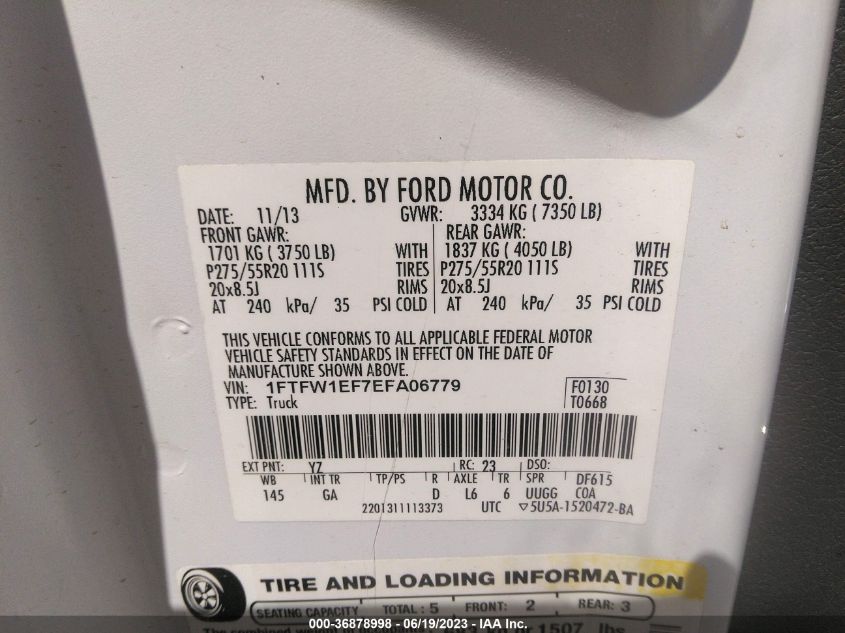 MFD. BY FORD MOTOR CO.
DATE: 11/13 GVWR: 3334 KG ( 7350 LB)
FRONT GAWR: REAR GAWR:
1701 KG ( 3750 LB) WITH 1837 KG ( 4050 LB) WITH
P275/55R20 111S TIRES P275/55R20 111S TIRES
20x8.5J RIMS 20x8.5J RIMS
AT 240 kPa/ 35 PSI COLD AT 240 kPa/ 35 PSI COLD
THIS VEHICLE CONFORMS TO ALL APPLICABLE FEDERAL MOTOR
VEHICLE SAFETY STANDARDS IN EFFECT ON THE DATE OF
MANUFACTURE SHOWN ABOVE.
VIN: 1FTFW1EF7EFA06779 F0130
TYPE: Truck T0668
EXT PNT: YZ RC: 23 DSO:
WB INT TR TP/PS R AXLE TR SPR DF615
145 GA D L6 6 UUGG COA
2201311113373 UTC ▽5U5A-1520472-BA
TIRE AND LOADING INFORMATION
SEATING CAPACITY TOTAL: 5 FRONT: 2 REAR: 3
1507 lbs
000-36878998 - 06/19/2023 - IAA Inc.